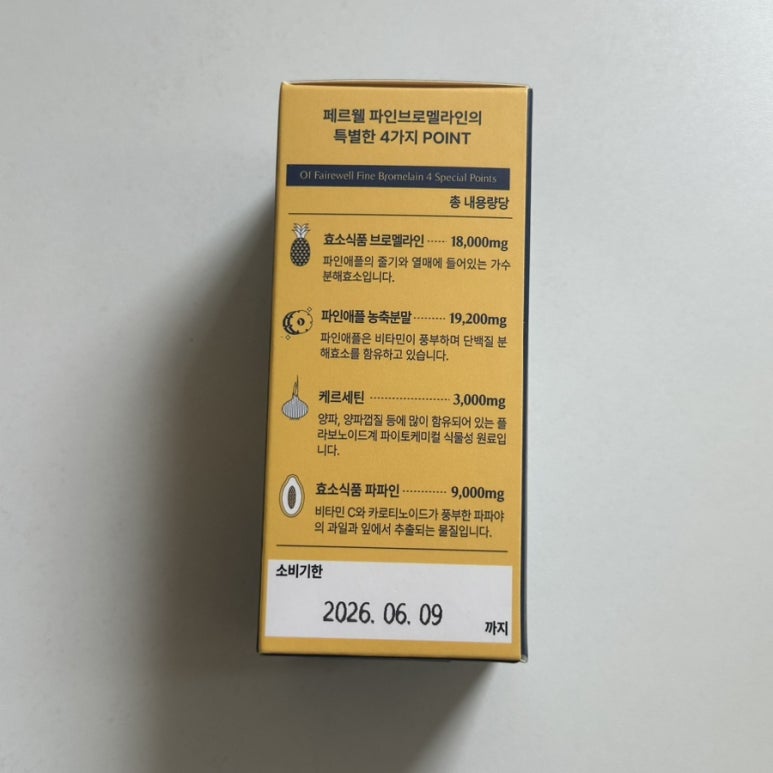 페르웰 파인브로멜라인의
특별한 4가지 POINT
Of Fairewell Fine Bromelain 4 Special Points
총 내용량당
효소식품 브로멜라인 ····· 18,000mg
파인애플의 줄기와 열매에 들어있는 가수
분해효소입니다.
파인애플 농축분말 ········ 19,200mg
파인애플은 비타민이 풍부하며 단백질 분
해효소를 함유하고 있습니다.
케르세틴 ···················· 3,000mg
양파, 양파껍질 등에 많이 함유되어 있는 플
라보노이드계 파이토케미컬 식물성 원료입
니다.
효소식품 파파인 ··········· 9,000mg
비타민 C와 카로티노이드가 풍부한 파파야
의 과일과 잎에서 추출되는 물질입니다.
소비기한
2026. 06. 09
까지